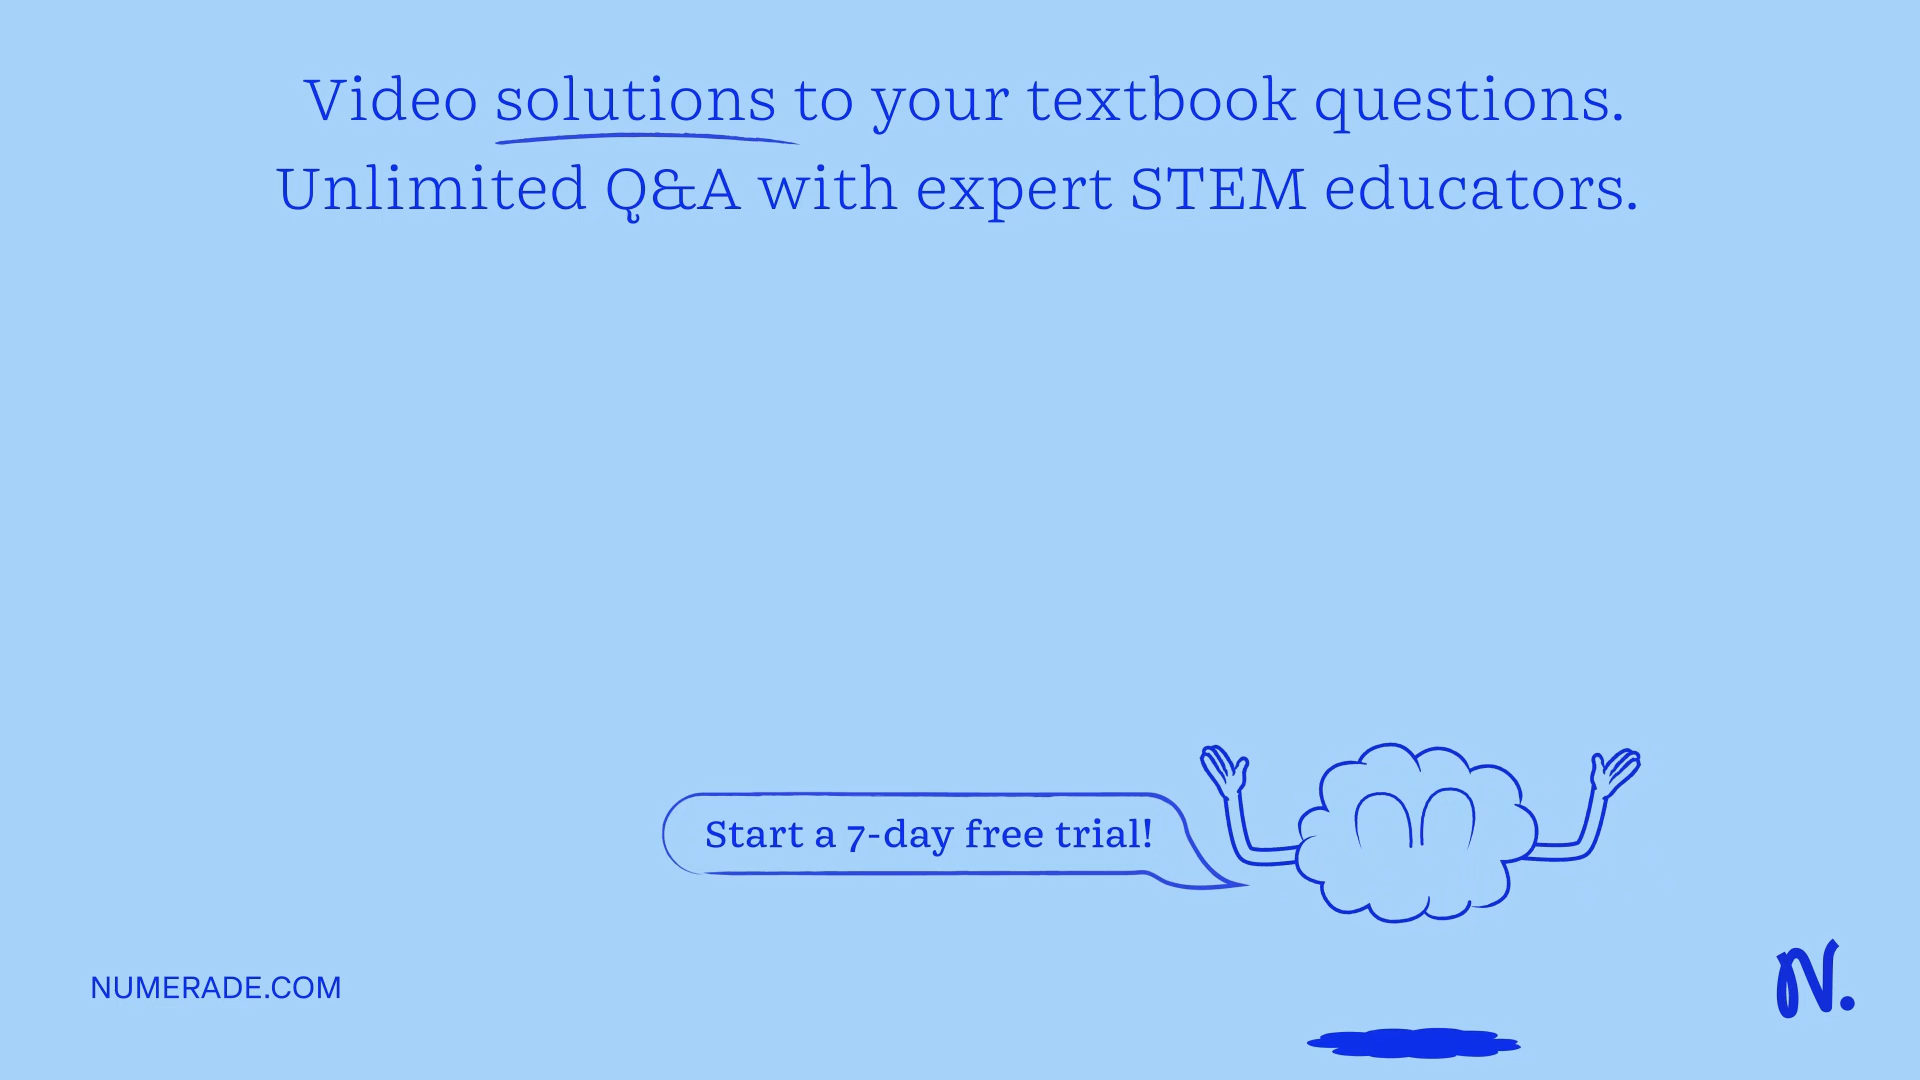 Video solutions to your textbook questions.
Unlimited Q&A with expert STEM educators.
Start a 7-day free trial!
NUMERADE.COM
N.